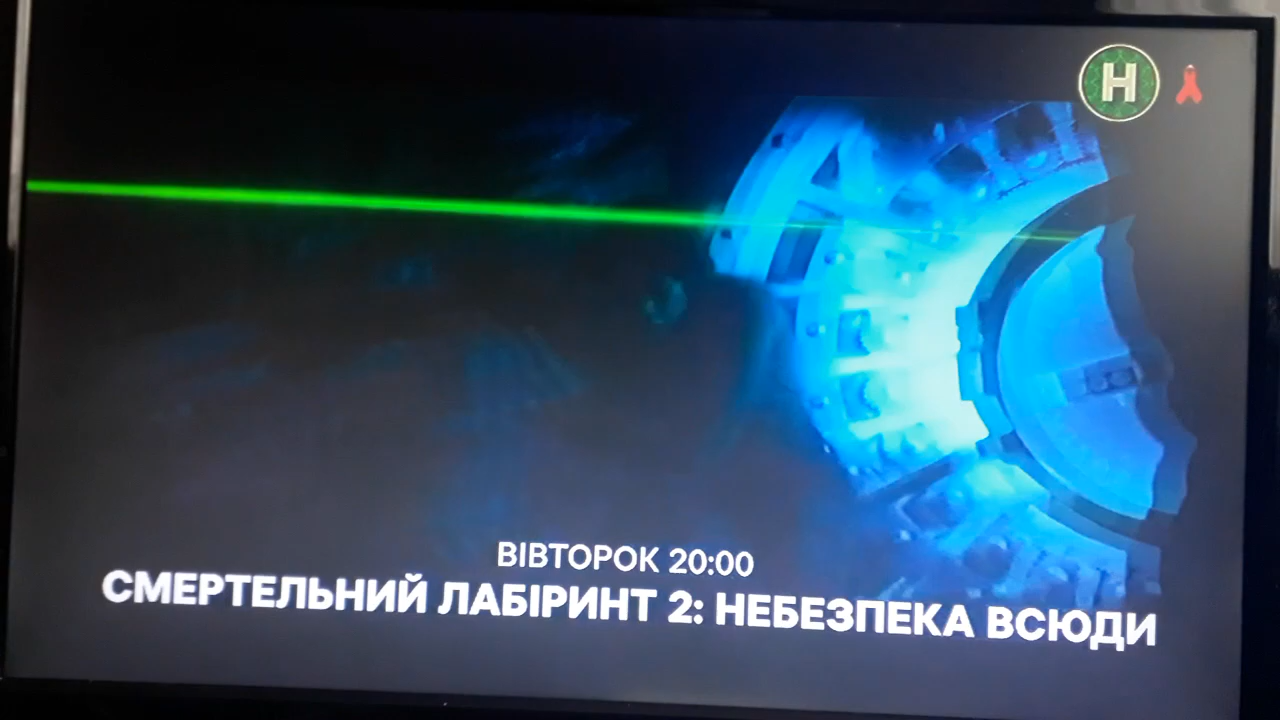 Н
ВІВТОРОК 20:00
СМЕРТЕЛЬНИЙ ЛАБІРИНТ 2: НЕБЕЗПЕКА ВСЮДИ